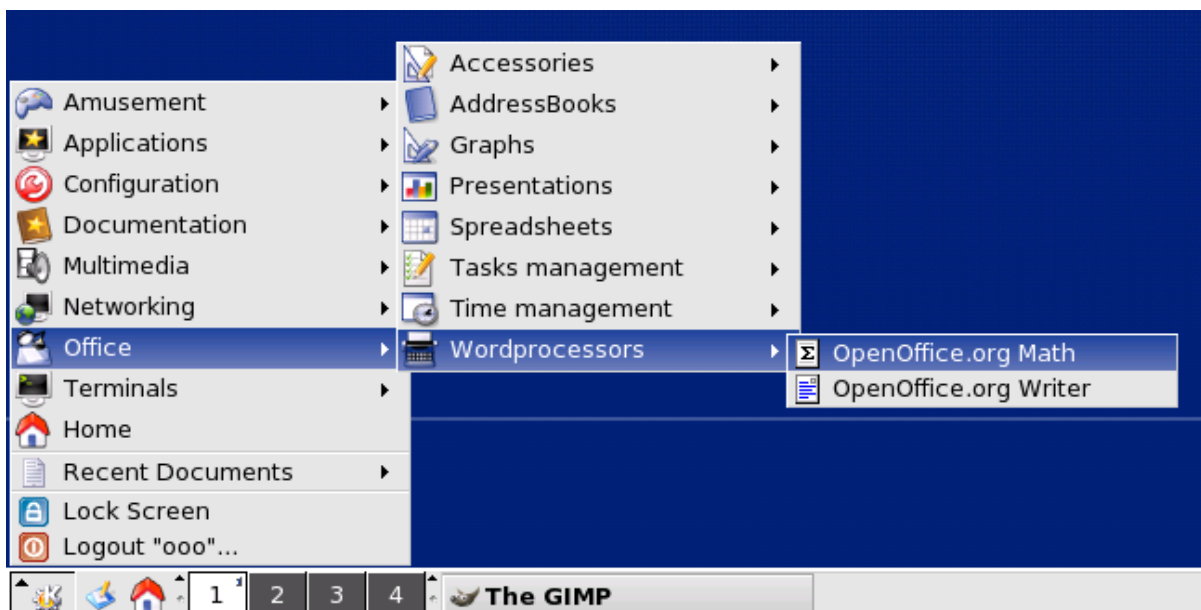 Amusement
Applications
Configuration
Documentation
Multimedia
Networking
Office
Terminals
Home
Recent Documents
Lock Screen
Logout "ooo"...
Accessories
AddressBooks
Graphs
Presentations
Spreadsheets
Tasks management
Time management
Wordprocessors
OpenOffice.org Math
OpenOffice.org Writer
1 2 3 4 The GIMP